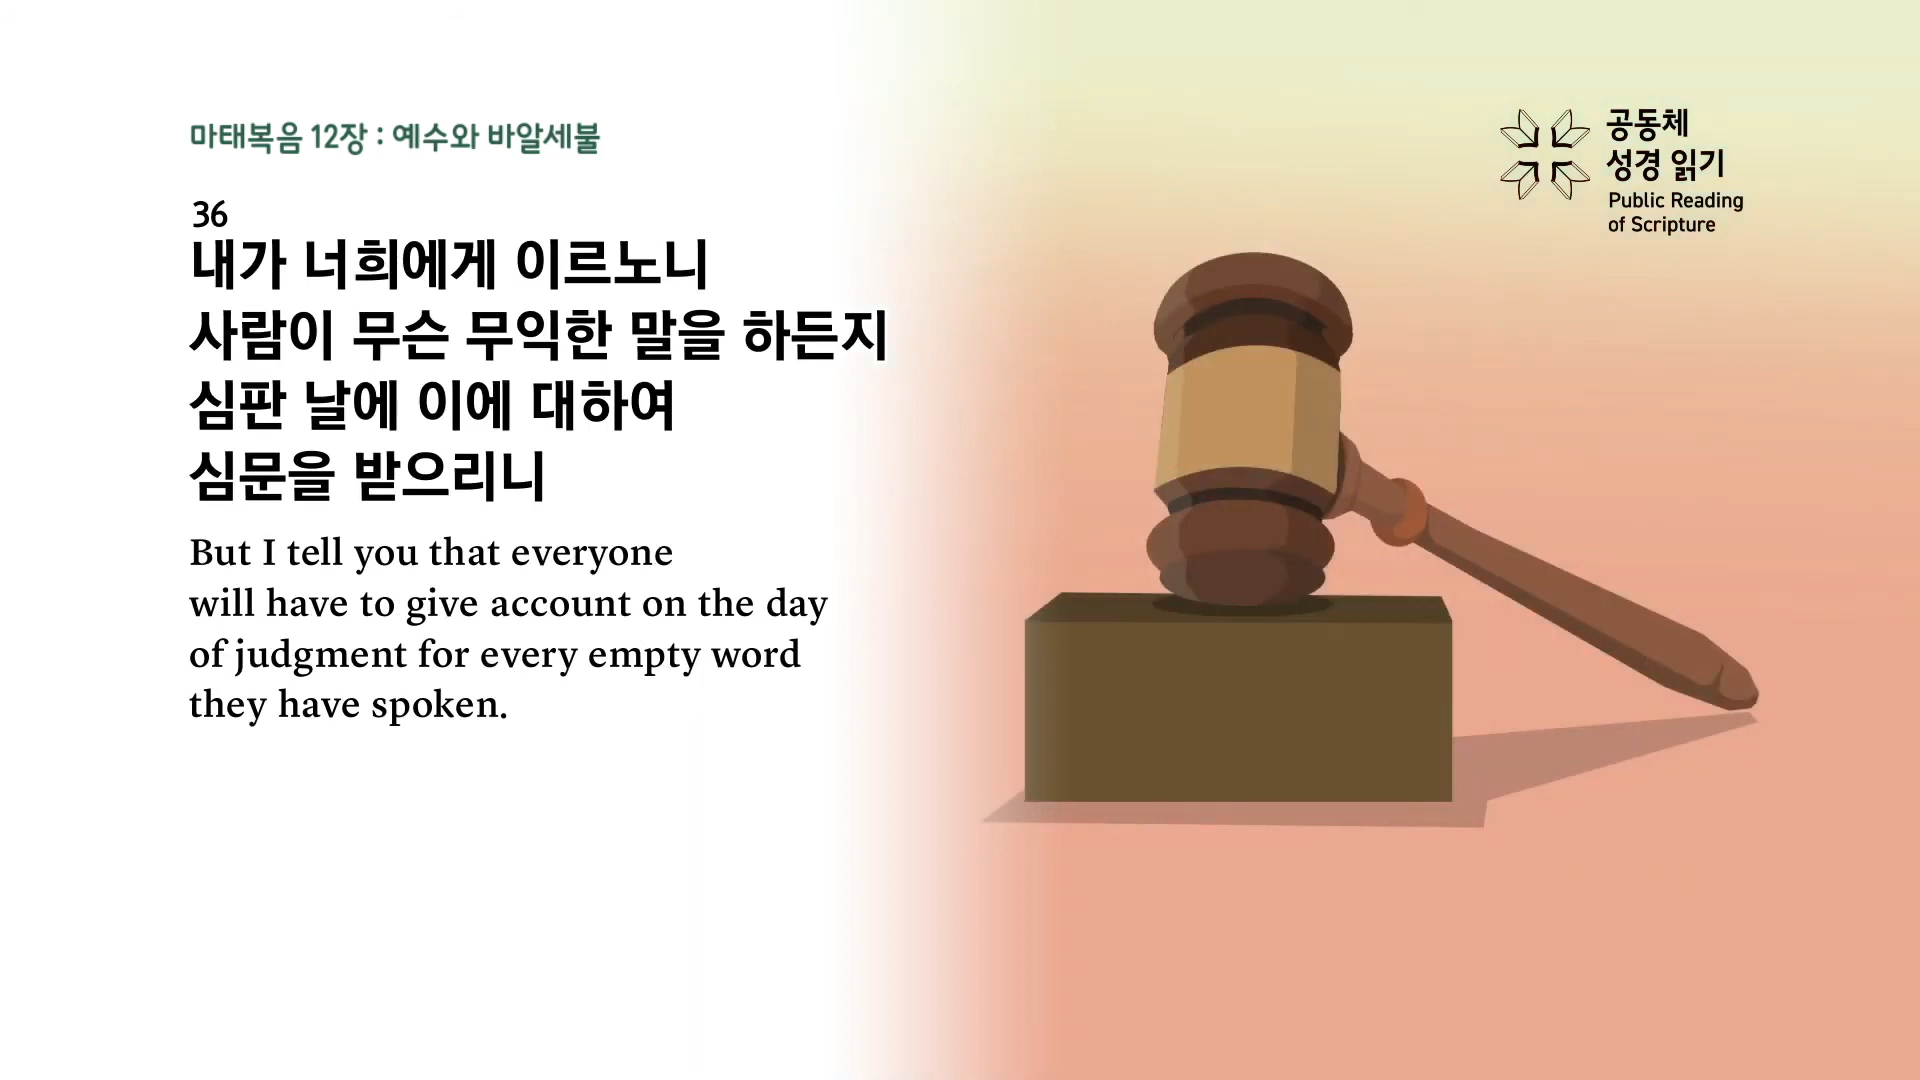 마태복음 12장 : 예수와 바알세불
36
내가 너희에게 이르노니
사람이 무슨 무익한 말을 하든지
심판 날에 이에 대하여
심문을 받으리니
But I tell you that everyone
will have to give account on the day
of judgment for every empty word
they have spoken.
공동체
성경 읽기
Public Reading
of Scripture